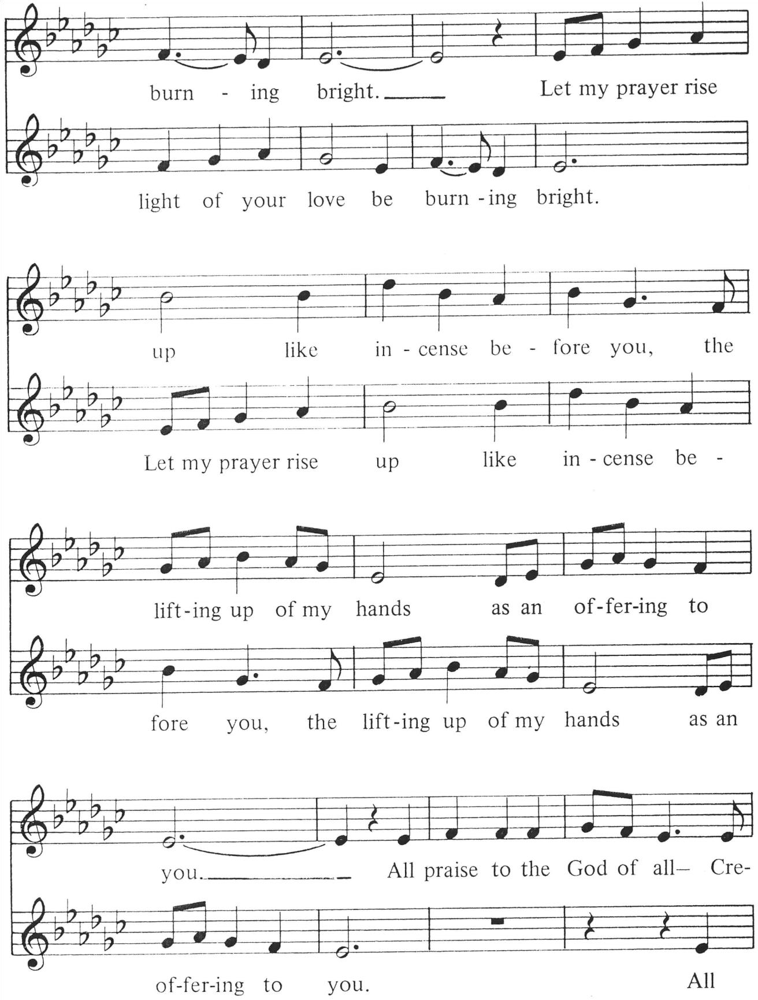 burn - ing bright. Let my prayer rise
light of your love be burn - ing bright.
up like in - cense be - fore you, the
Let my prayer rise up like in - cense be -
lift - ing up of my hands as an of - fer - ing to
fore you, the lift - ing up of my hands as an
you. All praise to the God of all— Cre-
of - fer - ing to you. All